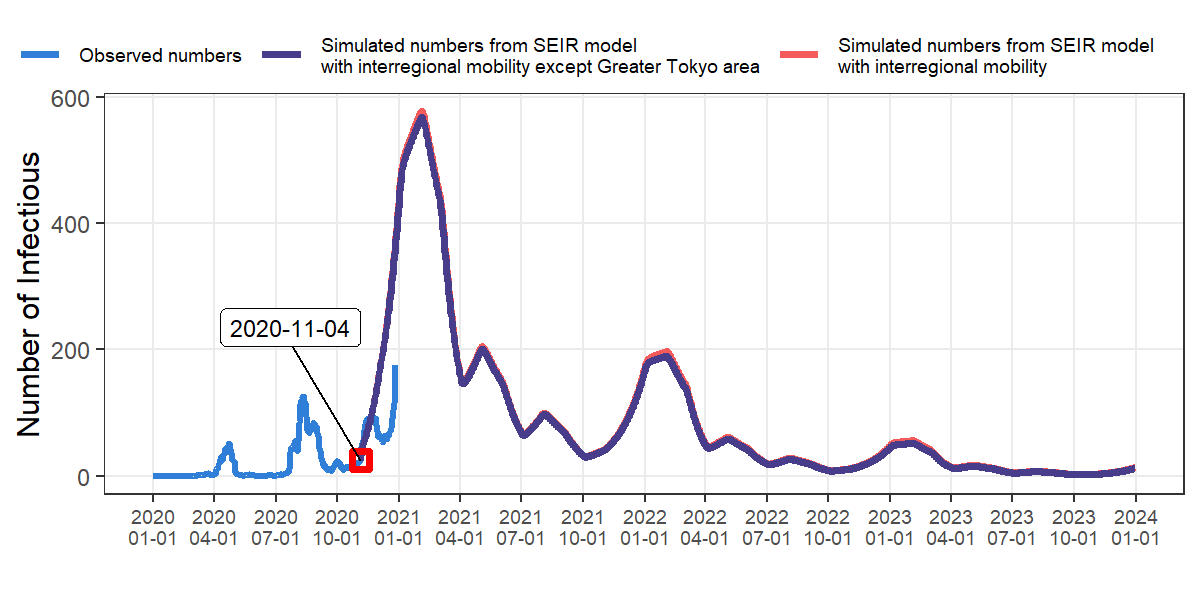 Observed numbers
Simulated numbers from SEIR model
with interregional mobility except Greater Tokyo area
Simulated numbers from SEIR model
with interregional mobility
Number of Infectious
600
400
200
0
2020-11-04
2020 2020 2020 2020 2021 2021 2021 2021 2022 2022 2022 2022 2023 2023 2023 2023 2024
01-01 04-01 07-01 10-01 01-01 04-01 07-01 10-01 01-01 04-01 07-01 10-01 01-01 04-01 07-01 10-01 01-01